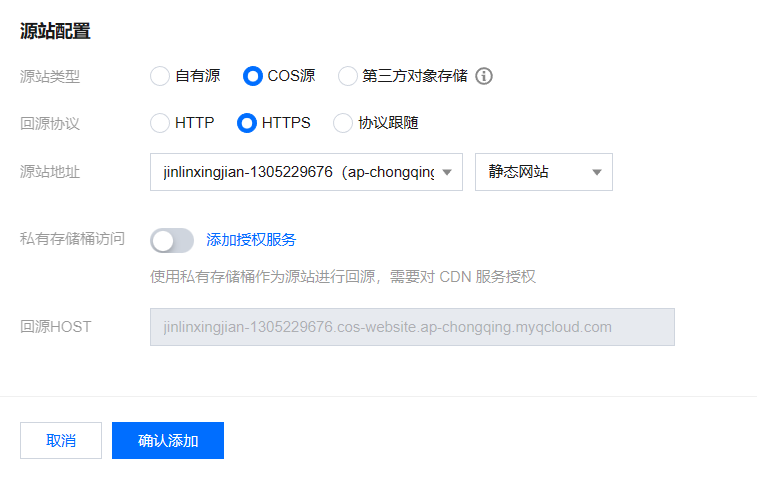 源站配置
源站类型 自有源 COS源 第三方对象存储
回源协议 HTTP HTTPS 协议跟随
源站地址 jinlinxingjian-1305229676（ap-chongqing 静态网站
私有存储桶访问 添加授权服务
使用私有存储桶作为源站进行回源，需要对 CDN 服务授权
回源HOST jinlinxingjian-1305229676.cos-website.ap-chongqing.myqcloud.com
取消 确认添加